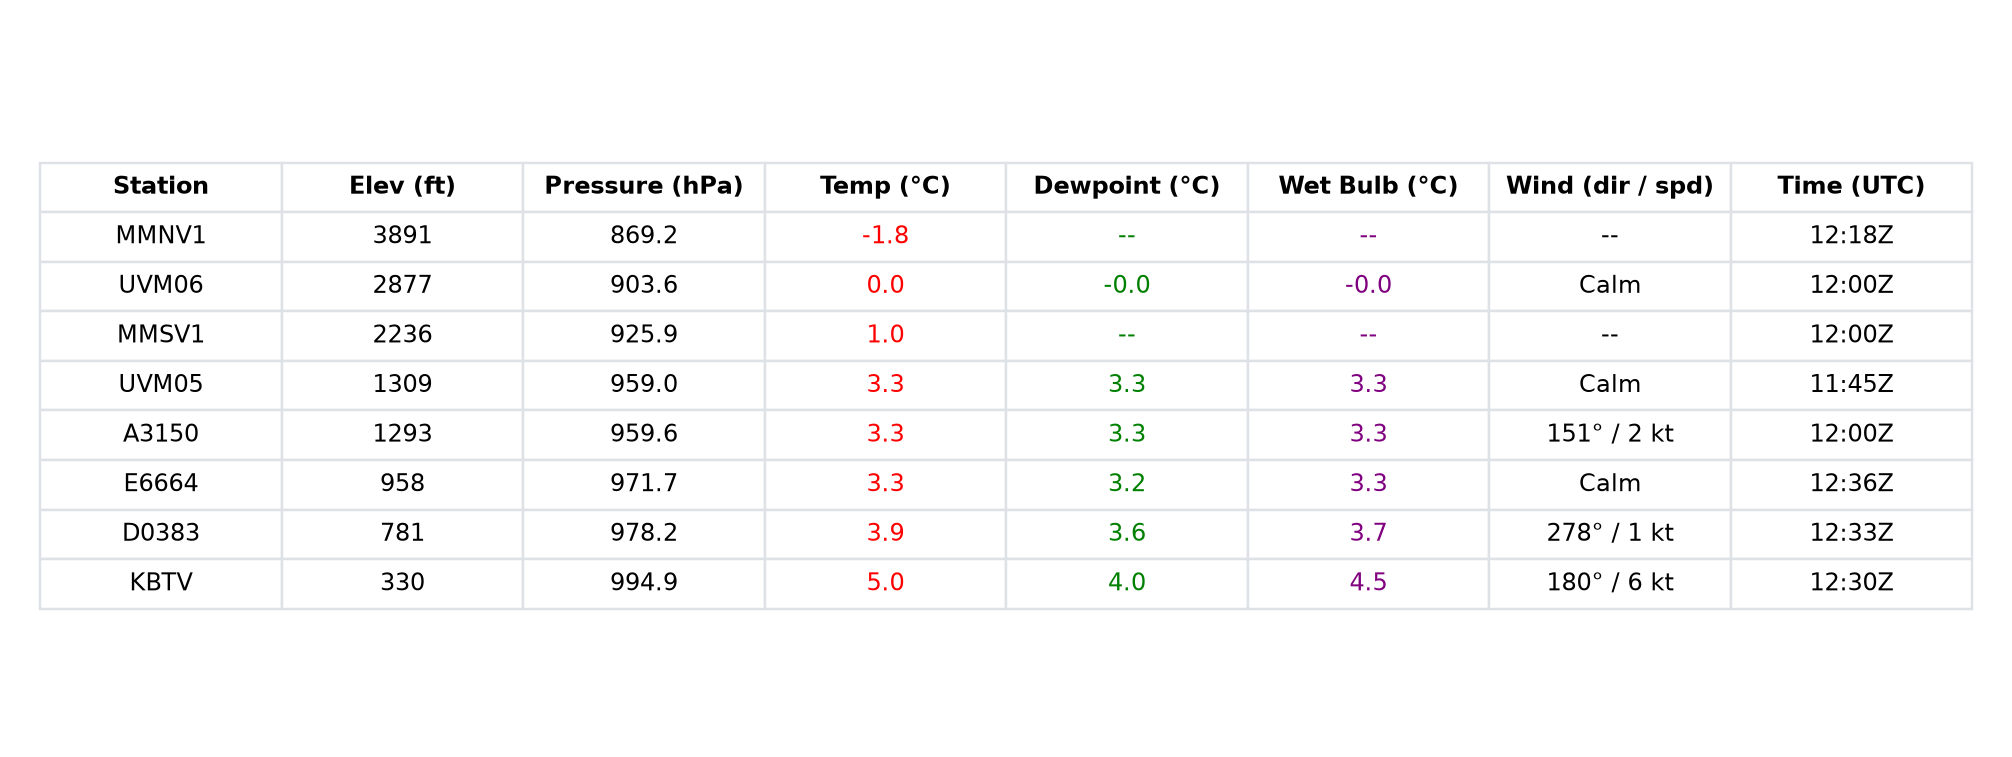 Station Elev (ft) Pressure (hPa) Temp (°C) Dewpoint (°C) Wet Bulb (°C) Wind (dir / spd) Time (UTC)
MMNV1 3891 869.2 -1.8 -- -- -- 12:18Z
UVM06 2877 903.6 0.0 -0.0 -0.0 Calm 12:00Z
MMSV1 2236 925.9 1.0 -- -- -- 12:00Z
UVM05 1309 959.0 3.3 3.3 3.3 Calm 11:45Z
A3150 1293 959.6 3.3 3.3 3.3 151° / 2 kt 12:00Z
E6664 958 971.7 3.3 3.2 3.3 Calm 12:36Z
D0383 781 978.2 3.9 3.6 3.7 278° / 1 kt 12:33Z
KBTV 330 994.9 5.0 4.0 4.5 180° / 6 kt 12:30Z